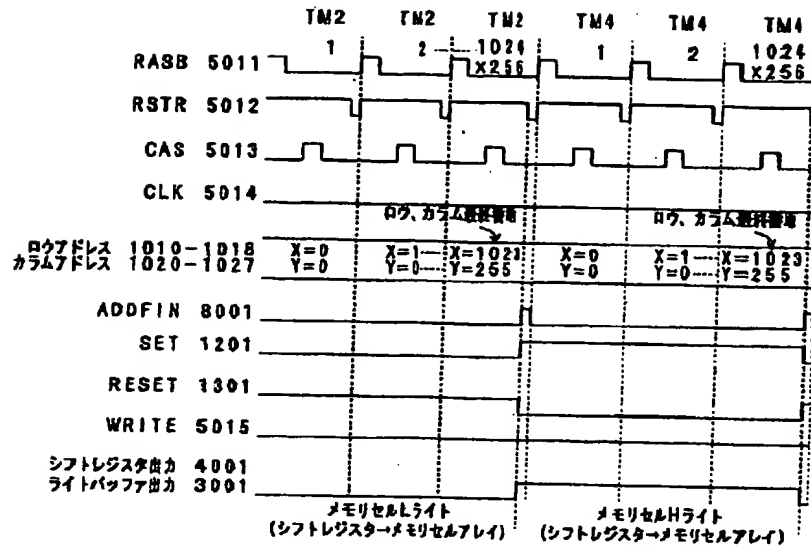 TM2 TM2 TM2 TM4 TM4 TM4
1 2 ---- 1024 1 2 1024
×256 ×256
RASB 5011
RSTR 5012
CAS 5013
CLK 5014
ロウ、カラム最終番地 ロウ、カラム最終番地
ロウアドレス 1010-1018 X=0 X=1---- X=1023 X=0 X=1---- X=1023
カラムアドレス 1020-1027 Y=0 Y=0---- Y=255 Y=0 Y=0---- Y=255
ADDFIN 8001
SET 1201
RESET 1301
WRITE 5015
シフトレジスタ出力 4001
ライトバッファ出力 3001
メモリセルLライト メモリセルHライト
(シフトレジスタ→メモリセルアレイ) (シフトレジスタ→メモリセルアレイ)